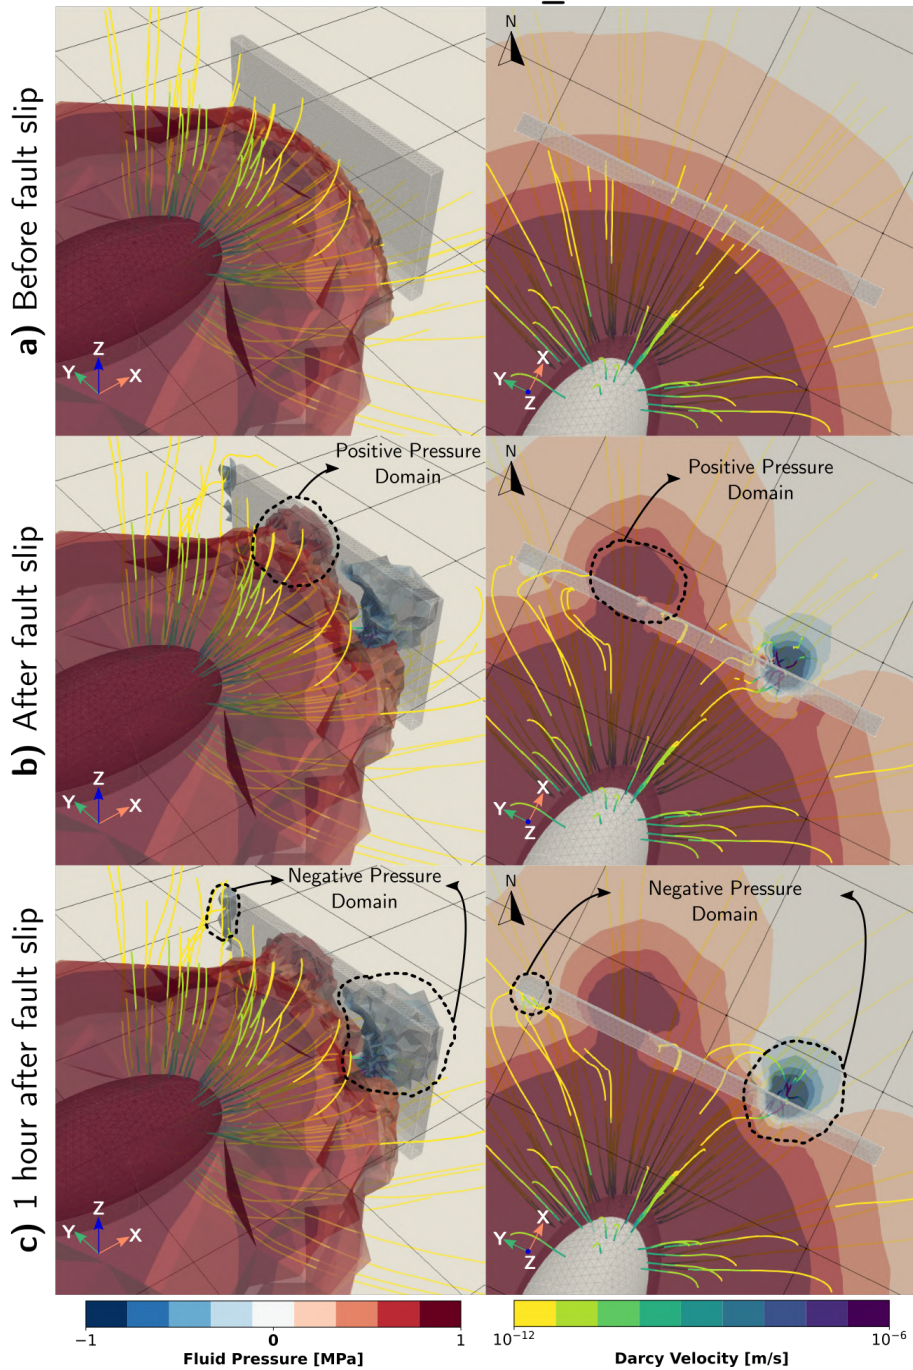 a) Before fault slip
Z
Y
X
N
X
Y
Z
b) After fault slip
Positive Pressure
Domain
Z
Y
X
N
Positive Pressure
Domain
X
Y
Z
c) 1 hour after fault slip
Negative Pressure
Domain
Z
Y
X
N
Negative Pressure
Domain
X
Y
Z
−1
0
1
Fluid Pressure [MPa]
10⁻¹²
10⁻⁶
Darcy Velocity [m/s]